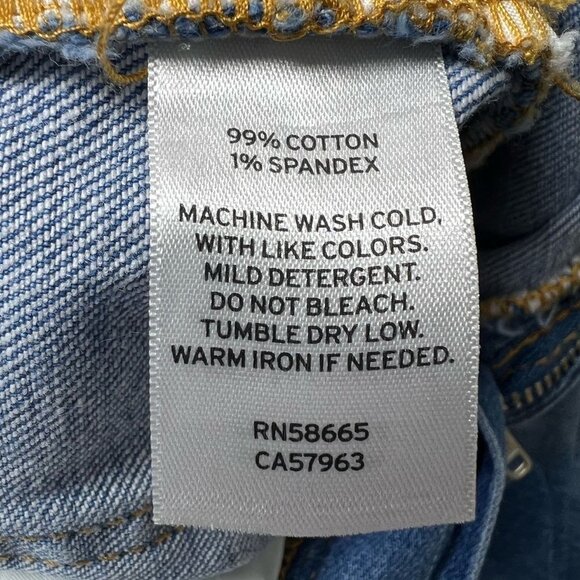 99% COTTON
1% SPANDEX
MACHINE WASH COLD,
WITH LIKE COLORS.
MILD DETERGENT.
DO NOT BLEACH.
TUMBLE DRY LOW.
WARM IRON IF NEEDED.
RN58665
CA57963